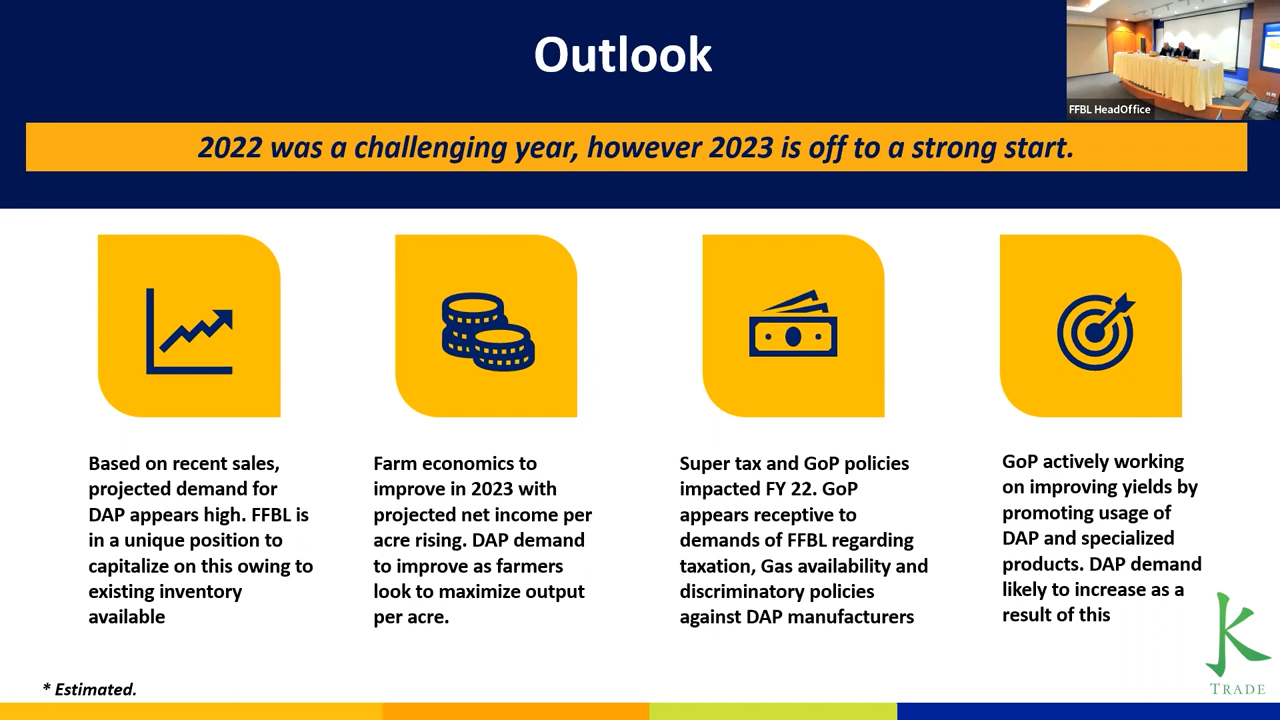 Outlook
FFBL HeadOffice
2022 was a challenging year, however 2023 is off to a strong start.
Based on recent sales,
projected demand for
DAP appears high. FFBL is
in a unique position to
capitalize on this owing to
existing inventory
available
Farm economics to
improve in 2023 with
projected net income per
acre rising. DAP demand
to improve as farmers
look to maximize output
per acre.
Super tax and GoP policies
impacted FY 22. GoP
appears receptive to
demands of FFBL regarding
taxation, Gas availability and
discriminatory policies
against DAP manufacturers
GoP actively working
on improving yields by
promoting usage of
DAP and specialized
products. DAP demand
likely to increase as a
result of this
* Estimated.
K
TRADE